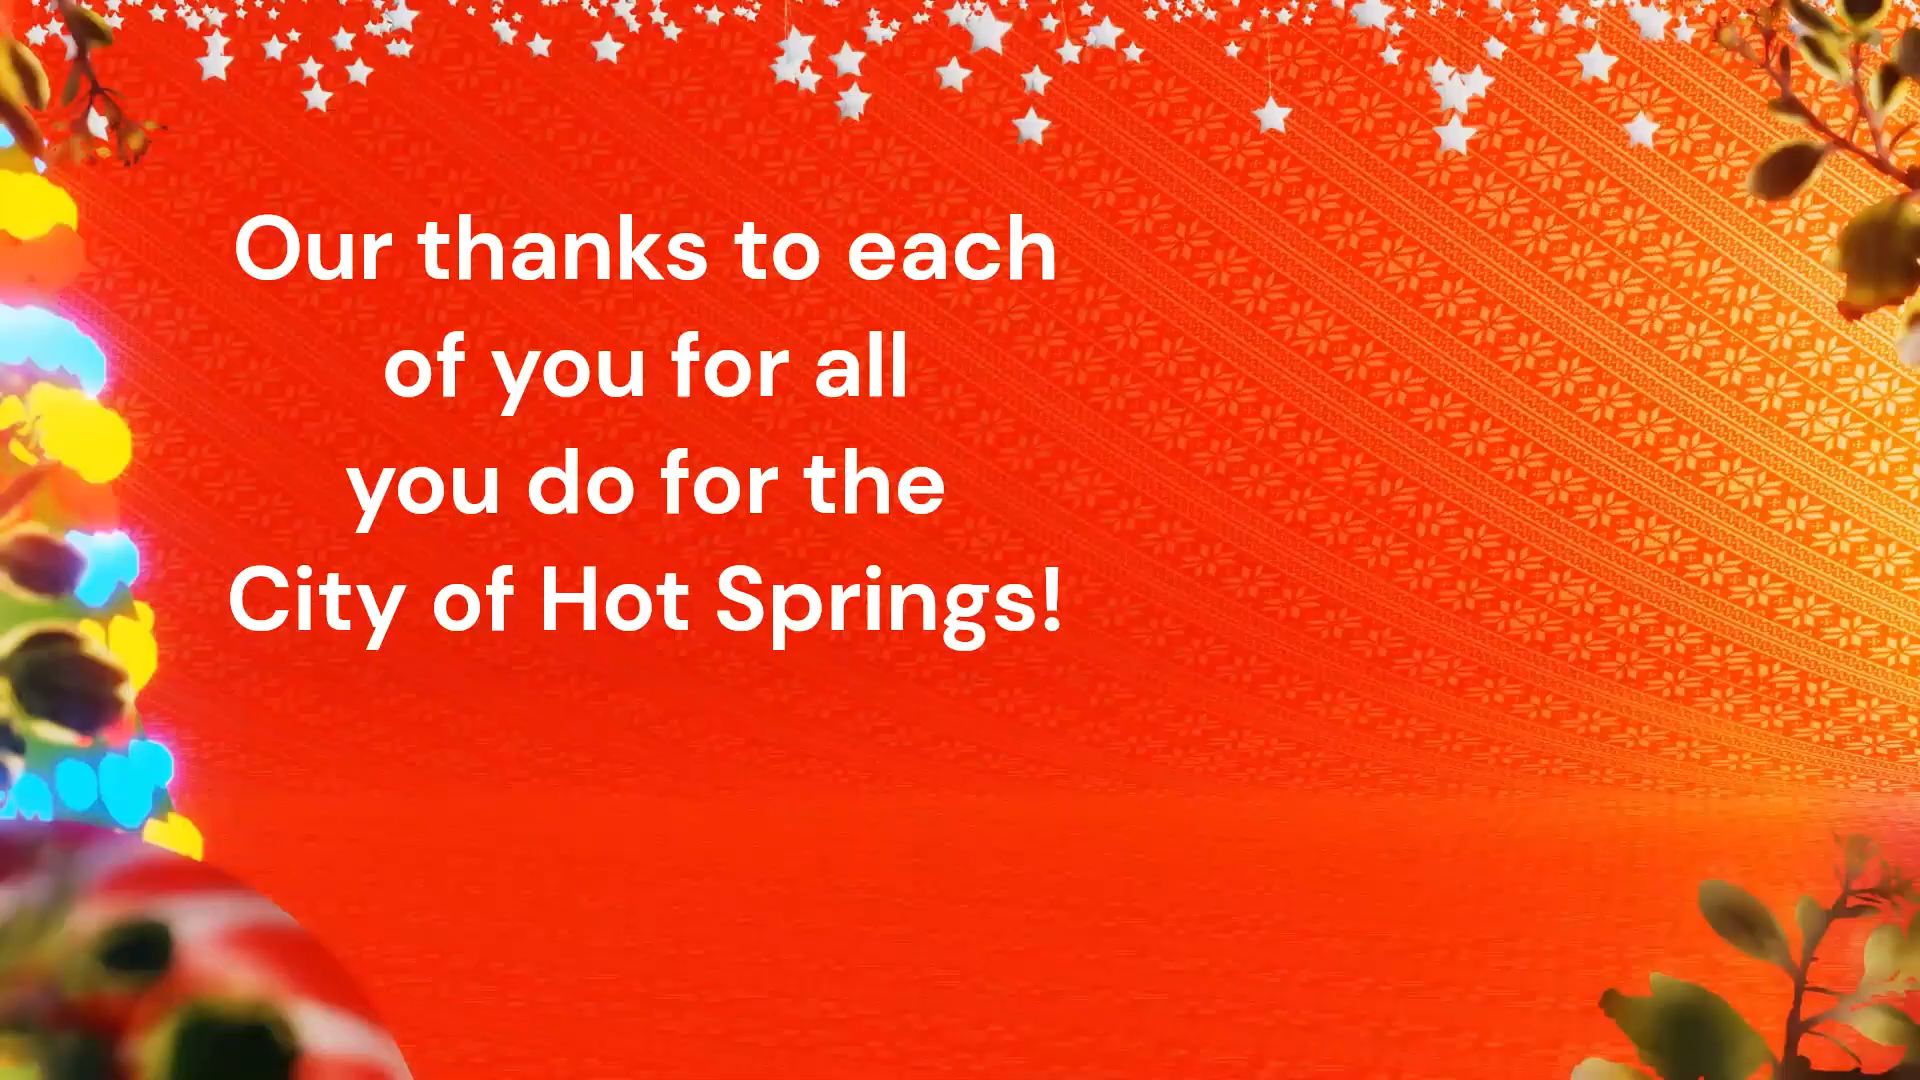 Our thanks to each
of you for all
you do for the
City of Hot Springs!